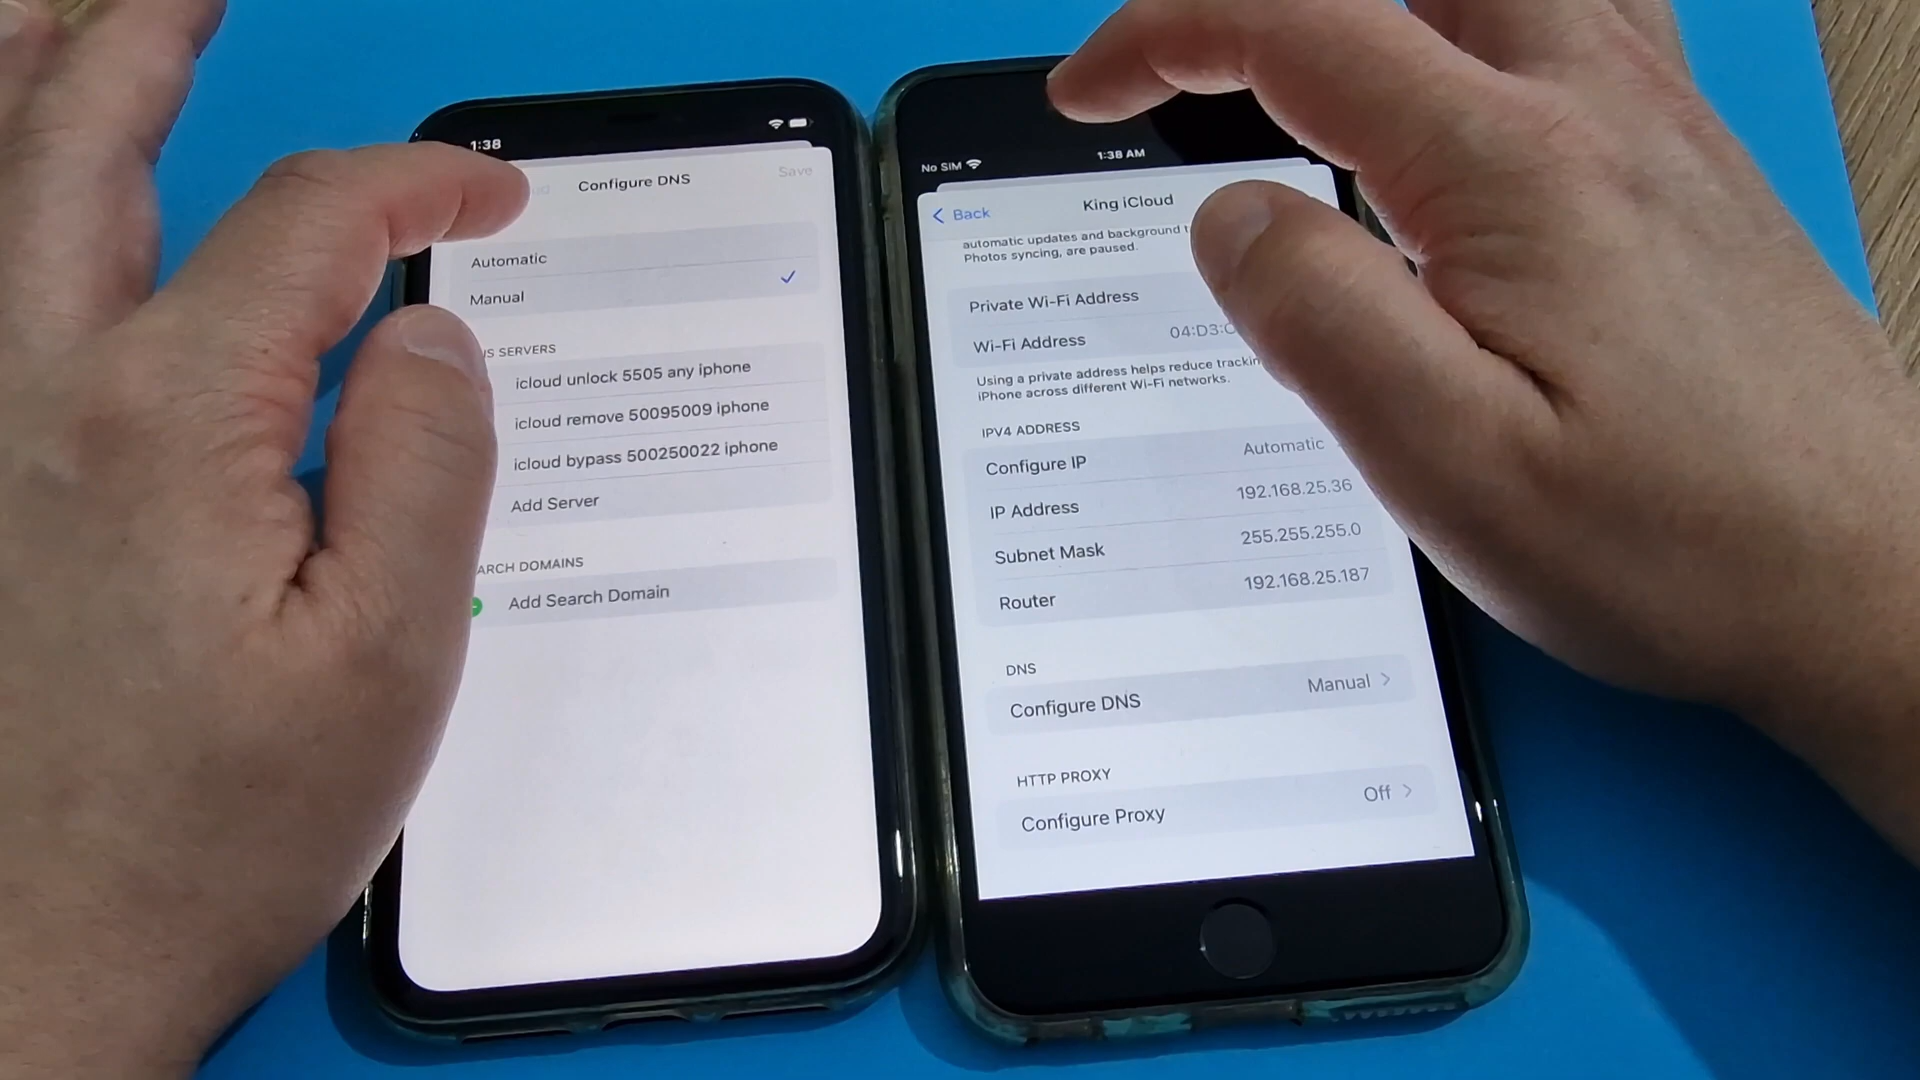 1:38
Configure DNS
Save
Automatic
Manual
SERVERS
icloud unlock 5505 any iphone
icloud remove 50095009 iphone
icloud bypass 500250022 iphone
Add Server
ARCH DOMAINS
Add Search Domain
No SIM
1:38 AM
Back
King iCloud
automatic updates and background
Photos syncing, are paused.
Private Wi-Fi Address
Wi-Fi Address 04:D3:
Using a private address helps reduce trackin
iPhone across different Wi-Fi networks.
IPV4 ADDRESS
Configure IP Automatic
IP Address 192.168.25.36
Subnet Mask 255.255.255.0
Router 192.168.25.187
DNS
Configure DNS Manual
HTTP PROXY
Configure Proxy Off